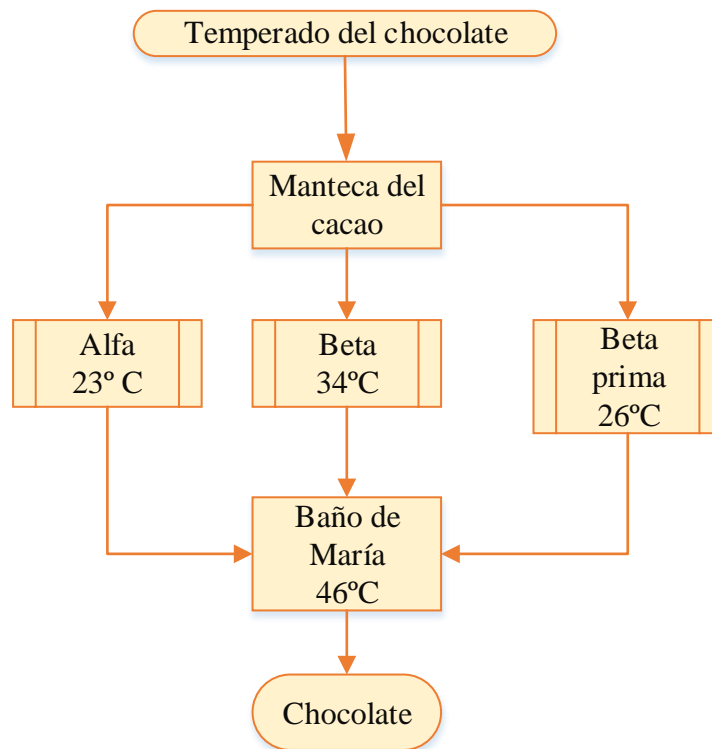 Temperado del chocolate
Manteca del
cacao
Alfa
23º C
Beta
34ºC
Beta
prima
26ºC
Baño de
María
46ºC
Chocolate